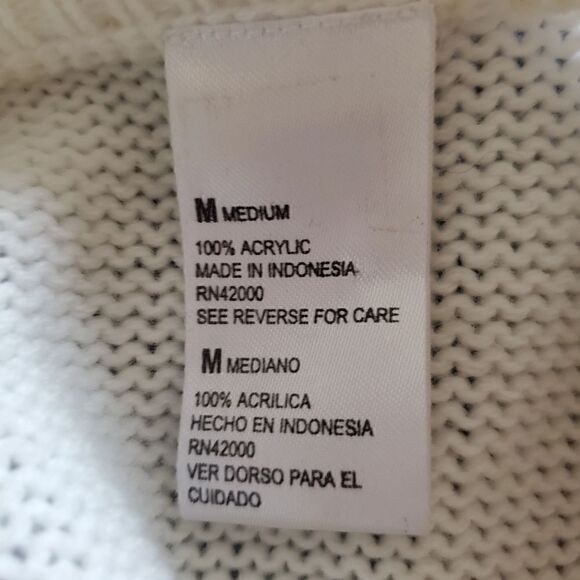 M MEDIUM
100% ACRYLIC
MADE IN INDONESIA
RN42000
SEE REVERSE FOR CARE
M MEDIANO
100% ACRILICA
HECHO EN INDONESIA
RN42000
VER DORSO PARA EL
CUIDADO